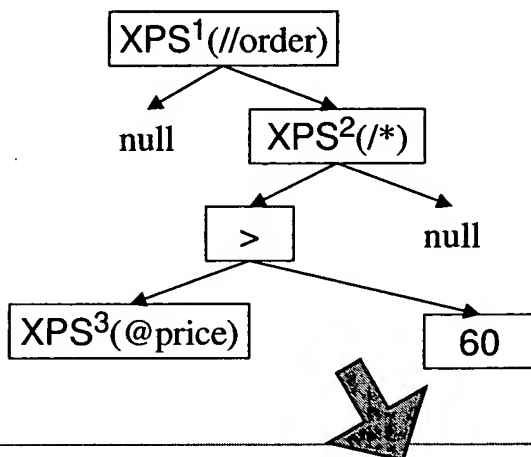 XPS¹(//order)
null
XPS²(/*)
>
null
XPS³(@price)
60